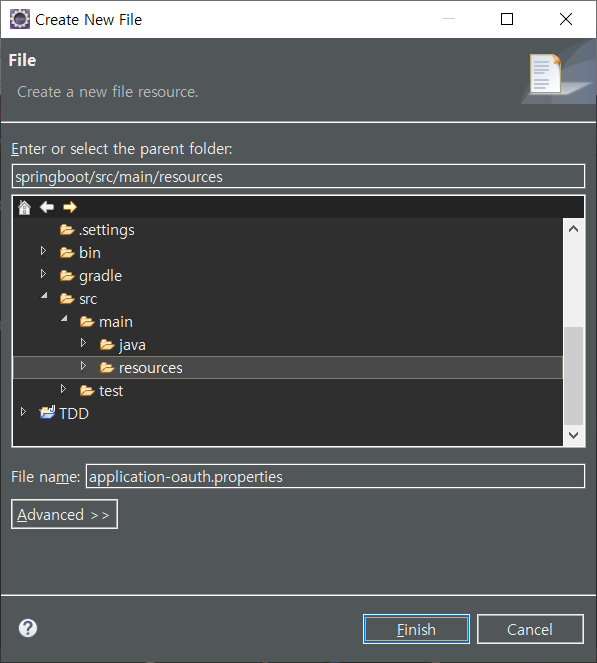 Create New File
File
Create a new file resource.
Enter or select the parent folder:
springboot/src/main/resources
.settings
bin
gradle
src
main
java
resources
test
TDD
File name: application-oauth.properties
Advanced >>
Finish Cancel